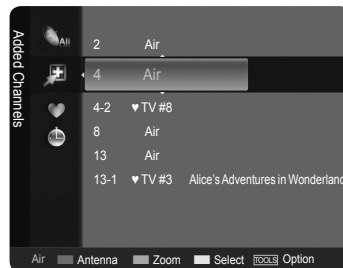 Added Channels
All
2 Air
4 Air
4-2 ♥ TV #8
8 Air
13 Air
13-1 ♥ TV #3 Alice's Adventures in Wonderland
Air Antenna Zoom Select TOOLS Option